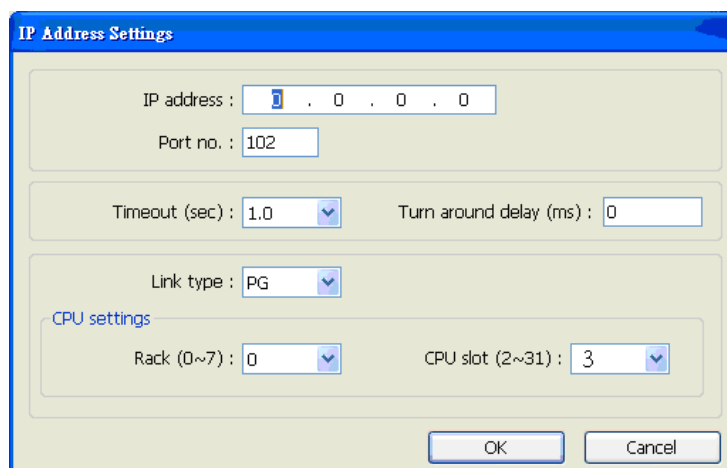 IP Address Settings
IP address : 0 . 0 . 0 . 0
Port no. : 102
Timeout (sec) : 1.0 Turn around delay (ms) : 0
Link type : PG
CPU settings
Rack (0~7) : 0 CPU slot (2~31) : 3
OK Cancel